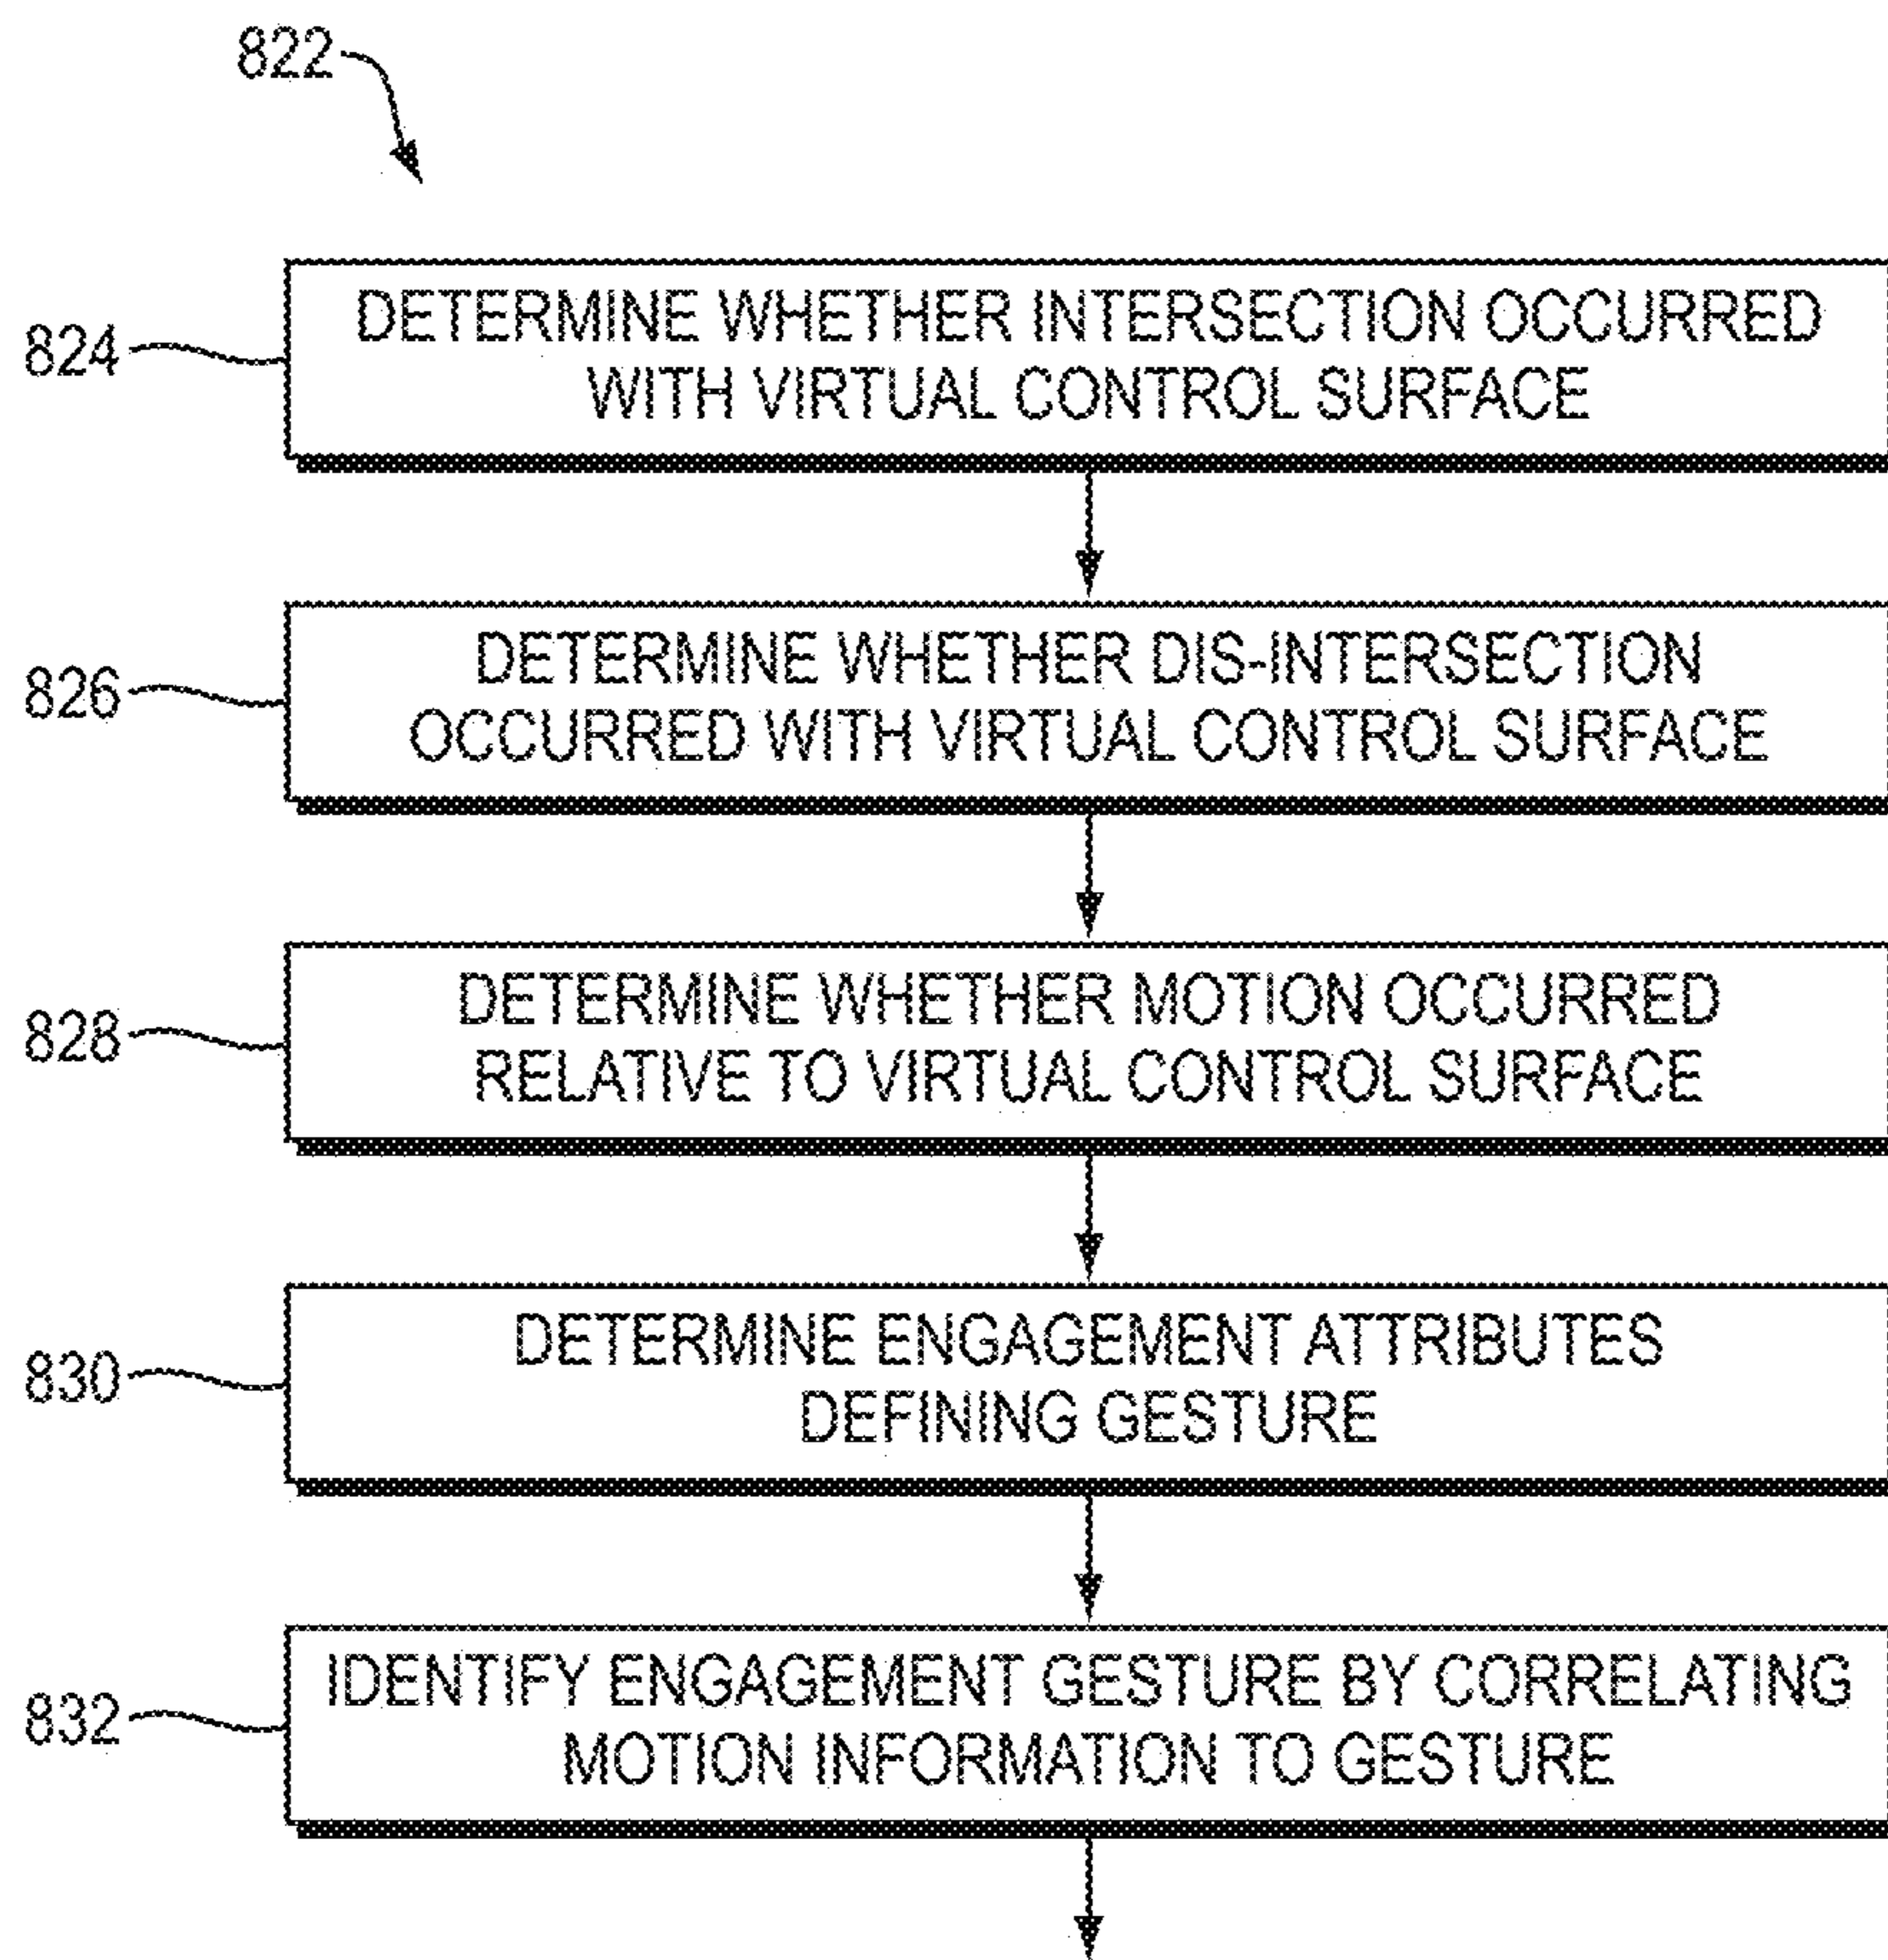 822
824
DETERMINE WHETHER INTERSECTION OCCURRED
WITH VIRTUAL CONTROL SURFACE
826
DETERMINE WHETHER DIS-INTERSECTION
OCCURRED WITH VIRTUAL CONTROL SURFACE
828
DETERMINE WHETHER MOTION OCCURRED
RELATIVE TO VIRTUAL CONTROL SURFACE
830
DETERMINE ENGAGEMENT ATTRIBUTES
DEFINING GESTURE
832
IDENTIFY ENGAGEMENT GESTURE BY CORRELATING
MOTION INFORMATION TO GESTURE